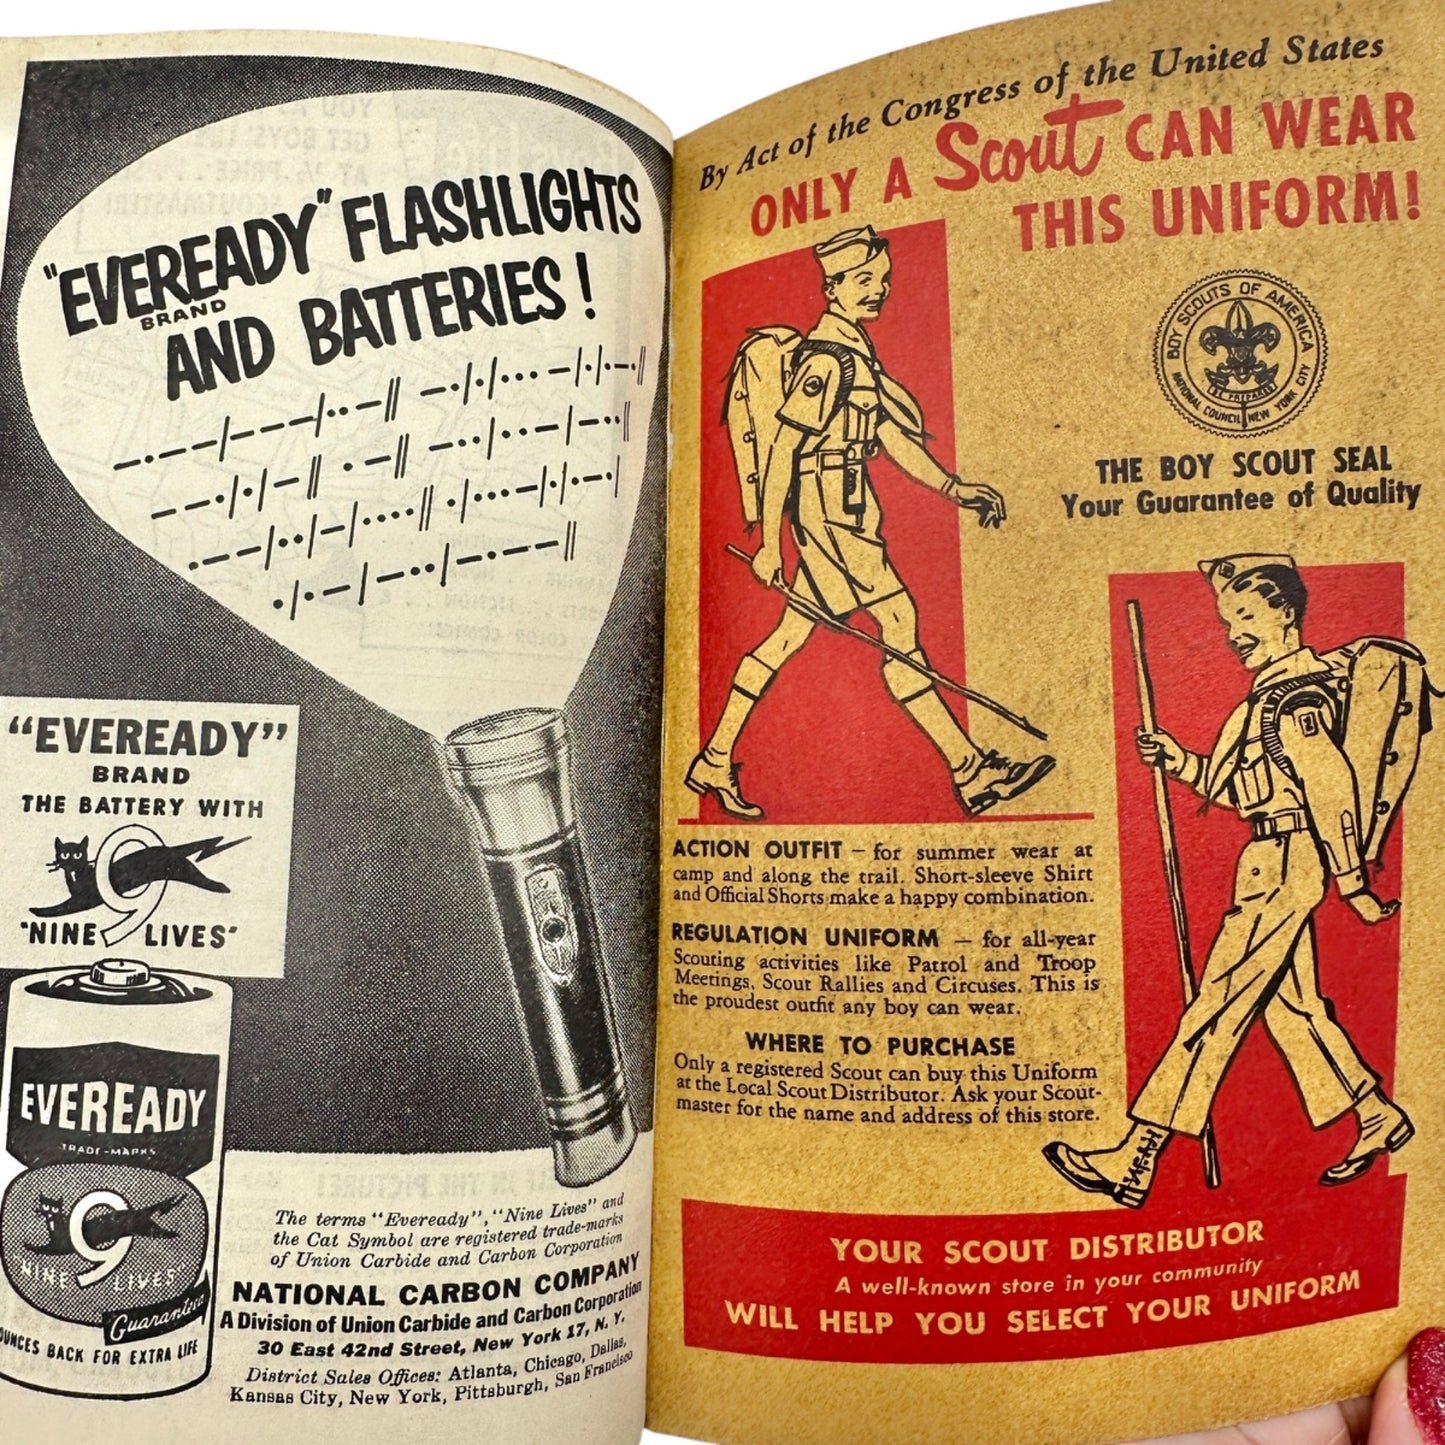 "EVEREADY" FLASHLIGHTS
BRAND
AND BATTERIES!
"EVEREADY"
BRAND
THE BATTERY WITH
9
"NINE LIVES"
EVEREADY
TRADE-MARKS
9
"NINE LIVES"
Guaranteed
BOUNCES BACK FOR EXTRA LIFE
The terms "Eveready", "Nine Lives" and
the Cat Symbol are registered trade-marks
of Union Carbide and Carbon Corporation
NATIONAL CARBON COMPANY
A Division of Union Carbide and Carbon Corporation
30 East 42nd Street, New York 17, N. Y.
District Sales Offices: Atlanta, Chicago, Dallas,
Kansas City, New York, Pittsburgh, San Francisco
By Act of the Congress of the United States
ONLY A Scout CAN WEAR
THIS UNIFORM!
BOY SCOUTS OF AMERICA
BE PREPARED
NATIONAL COUNCIL NEW YORK CITY
THE BOY SCOUT SEAL
Your Guarantee of Quality
ACTION OUTFIT – for summer wear at
camp and along the trail. Short-sleeve Shirt
and Official Shorts make a happy combination.
REGULATION UNIFORM – for all-year
Scouting activities like Patrol and Troop
Meetings, Scout Rallies and Circuses. This is
the proudest outfit any boy can wear.
WHERE TO PURCHASE
Only a registered Scout can buy this Uniform
at the Local Scout Distributor. Ask your Scout-
master for the name and address of this store.
YOUR SCOUT DISTRIBUTOR
A well-known store in your community
WILL HELP YOU SELECT YOUR UNIFORM